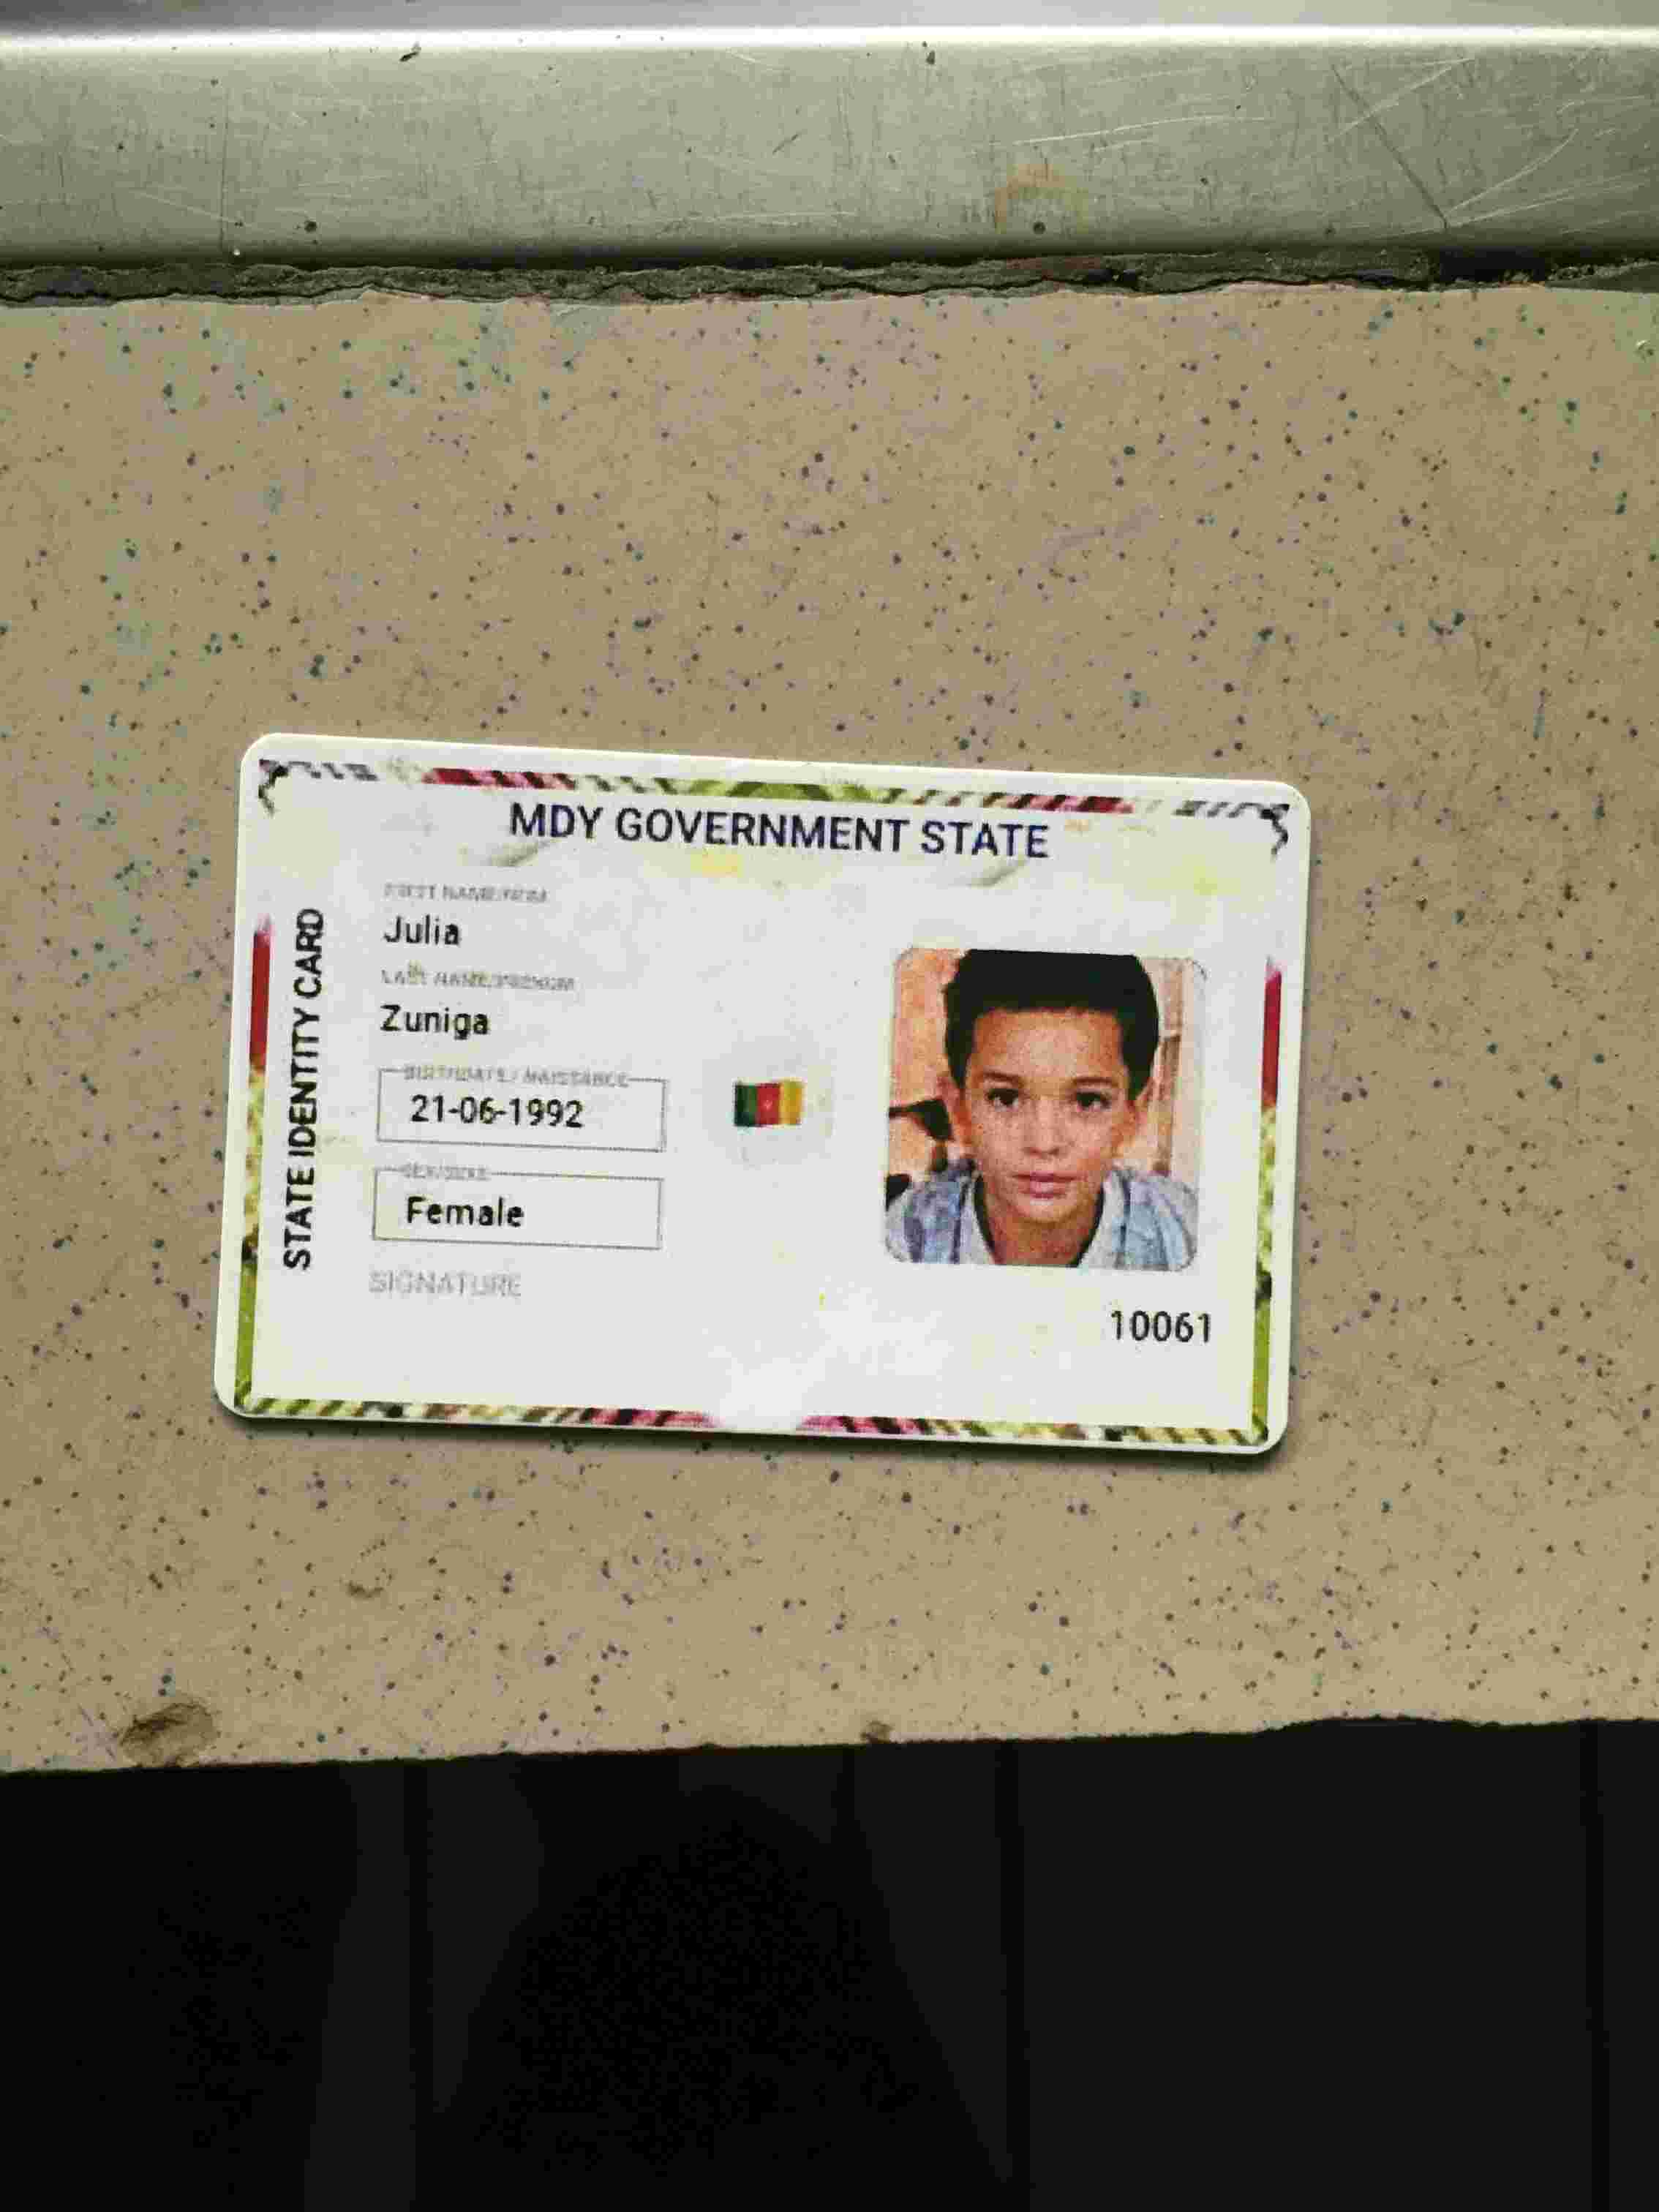 MDY GOVERNMENT STATE
STATE IDENTITY CARD
FIRST NAME/NOM
Julia
LAST NAME/PRENOM
Zuniga
BIRTHDATE / NAISSANCE
21-06-1992
SEX/SEXE
Female
SIGNATURE
10061